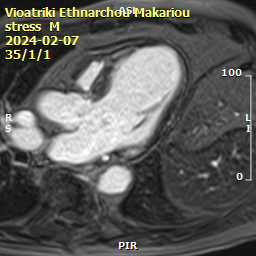 Vioatriki Ethnarchou Makariou
stress M
2024-02-07
35/1/1
100
R
S
L
I
0
PIR